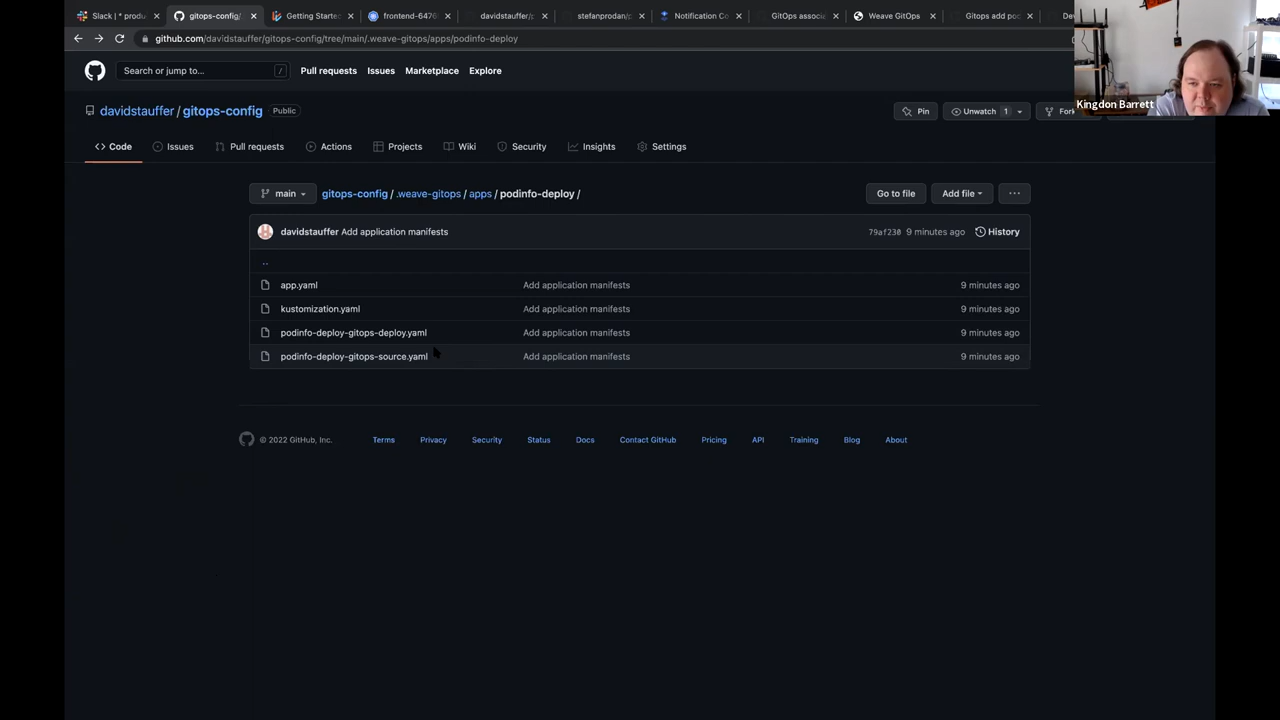 Slack | * produ
gitops-config/
Getting Starte
frontend-6476
davidstauffer/p
stefanprodan/p
Notification Co
GitOps associa
Weave GitOps
Gitops add pod
De
github.com/davidstauffer/gitops-config/tree/main/.weave-gitops/apps/podinfo-deploy
Search or jump to...
/
Pull requests
Issues
Marketplace
Explore
Kingdon Barrett
davidstauffer / gitops-config
Public
Pin
Unwatch 1
Fork
Code
Issues
Pull requests
Actions
Projects
Wiki
Security
Insights
Settings
main
gitops-config / .weave-gitops / apps / podinfo-deploy /
Go to file
Add file
davidstauffer Add application manifests
79af230 9 minutes ago
History
..
app.yaml Add application manifests 9 minutes ago
kustomization.yaml Add application manifests 9 minutes ago
podinfo-deploy-gitops-deploy.yaml Add application manifests 9 minutes ago
podinfo-deploy-gitops-source.yaml Add application manifests 9 minutes ago
© 2022 GitHub, Inc.
Terms
Privacy
Security
Status
Docs
Contact GitHub
Pricing
API
Training
Blog
About